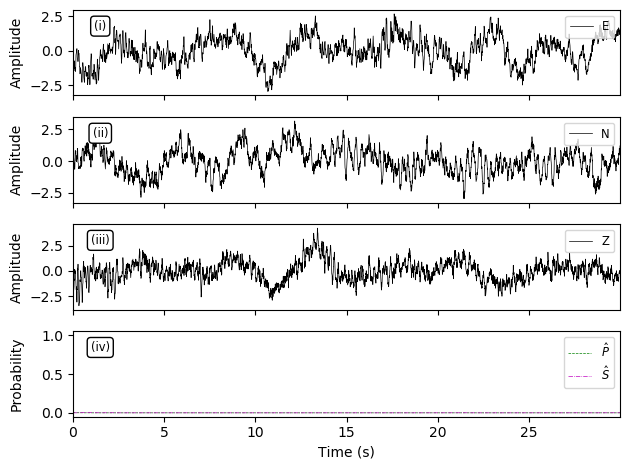 Amplitude
2.5
0.0
−2.5
(i)
E
Amplitude
2.5
0.0
−2.5
(ii)
N
Amplitude
2.5
0.0
−2.5
(iii)
Z
Probability
1.0
0.5
0.0
(iv)
P̂
Ŝ
0 5 10 15 20 25
Time (s)